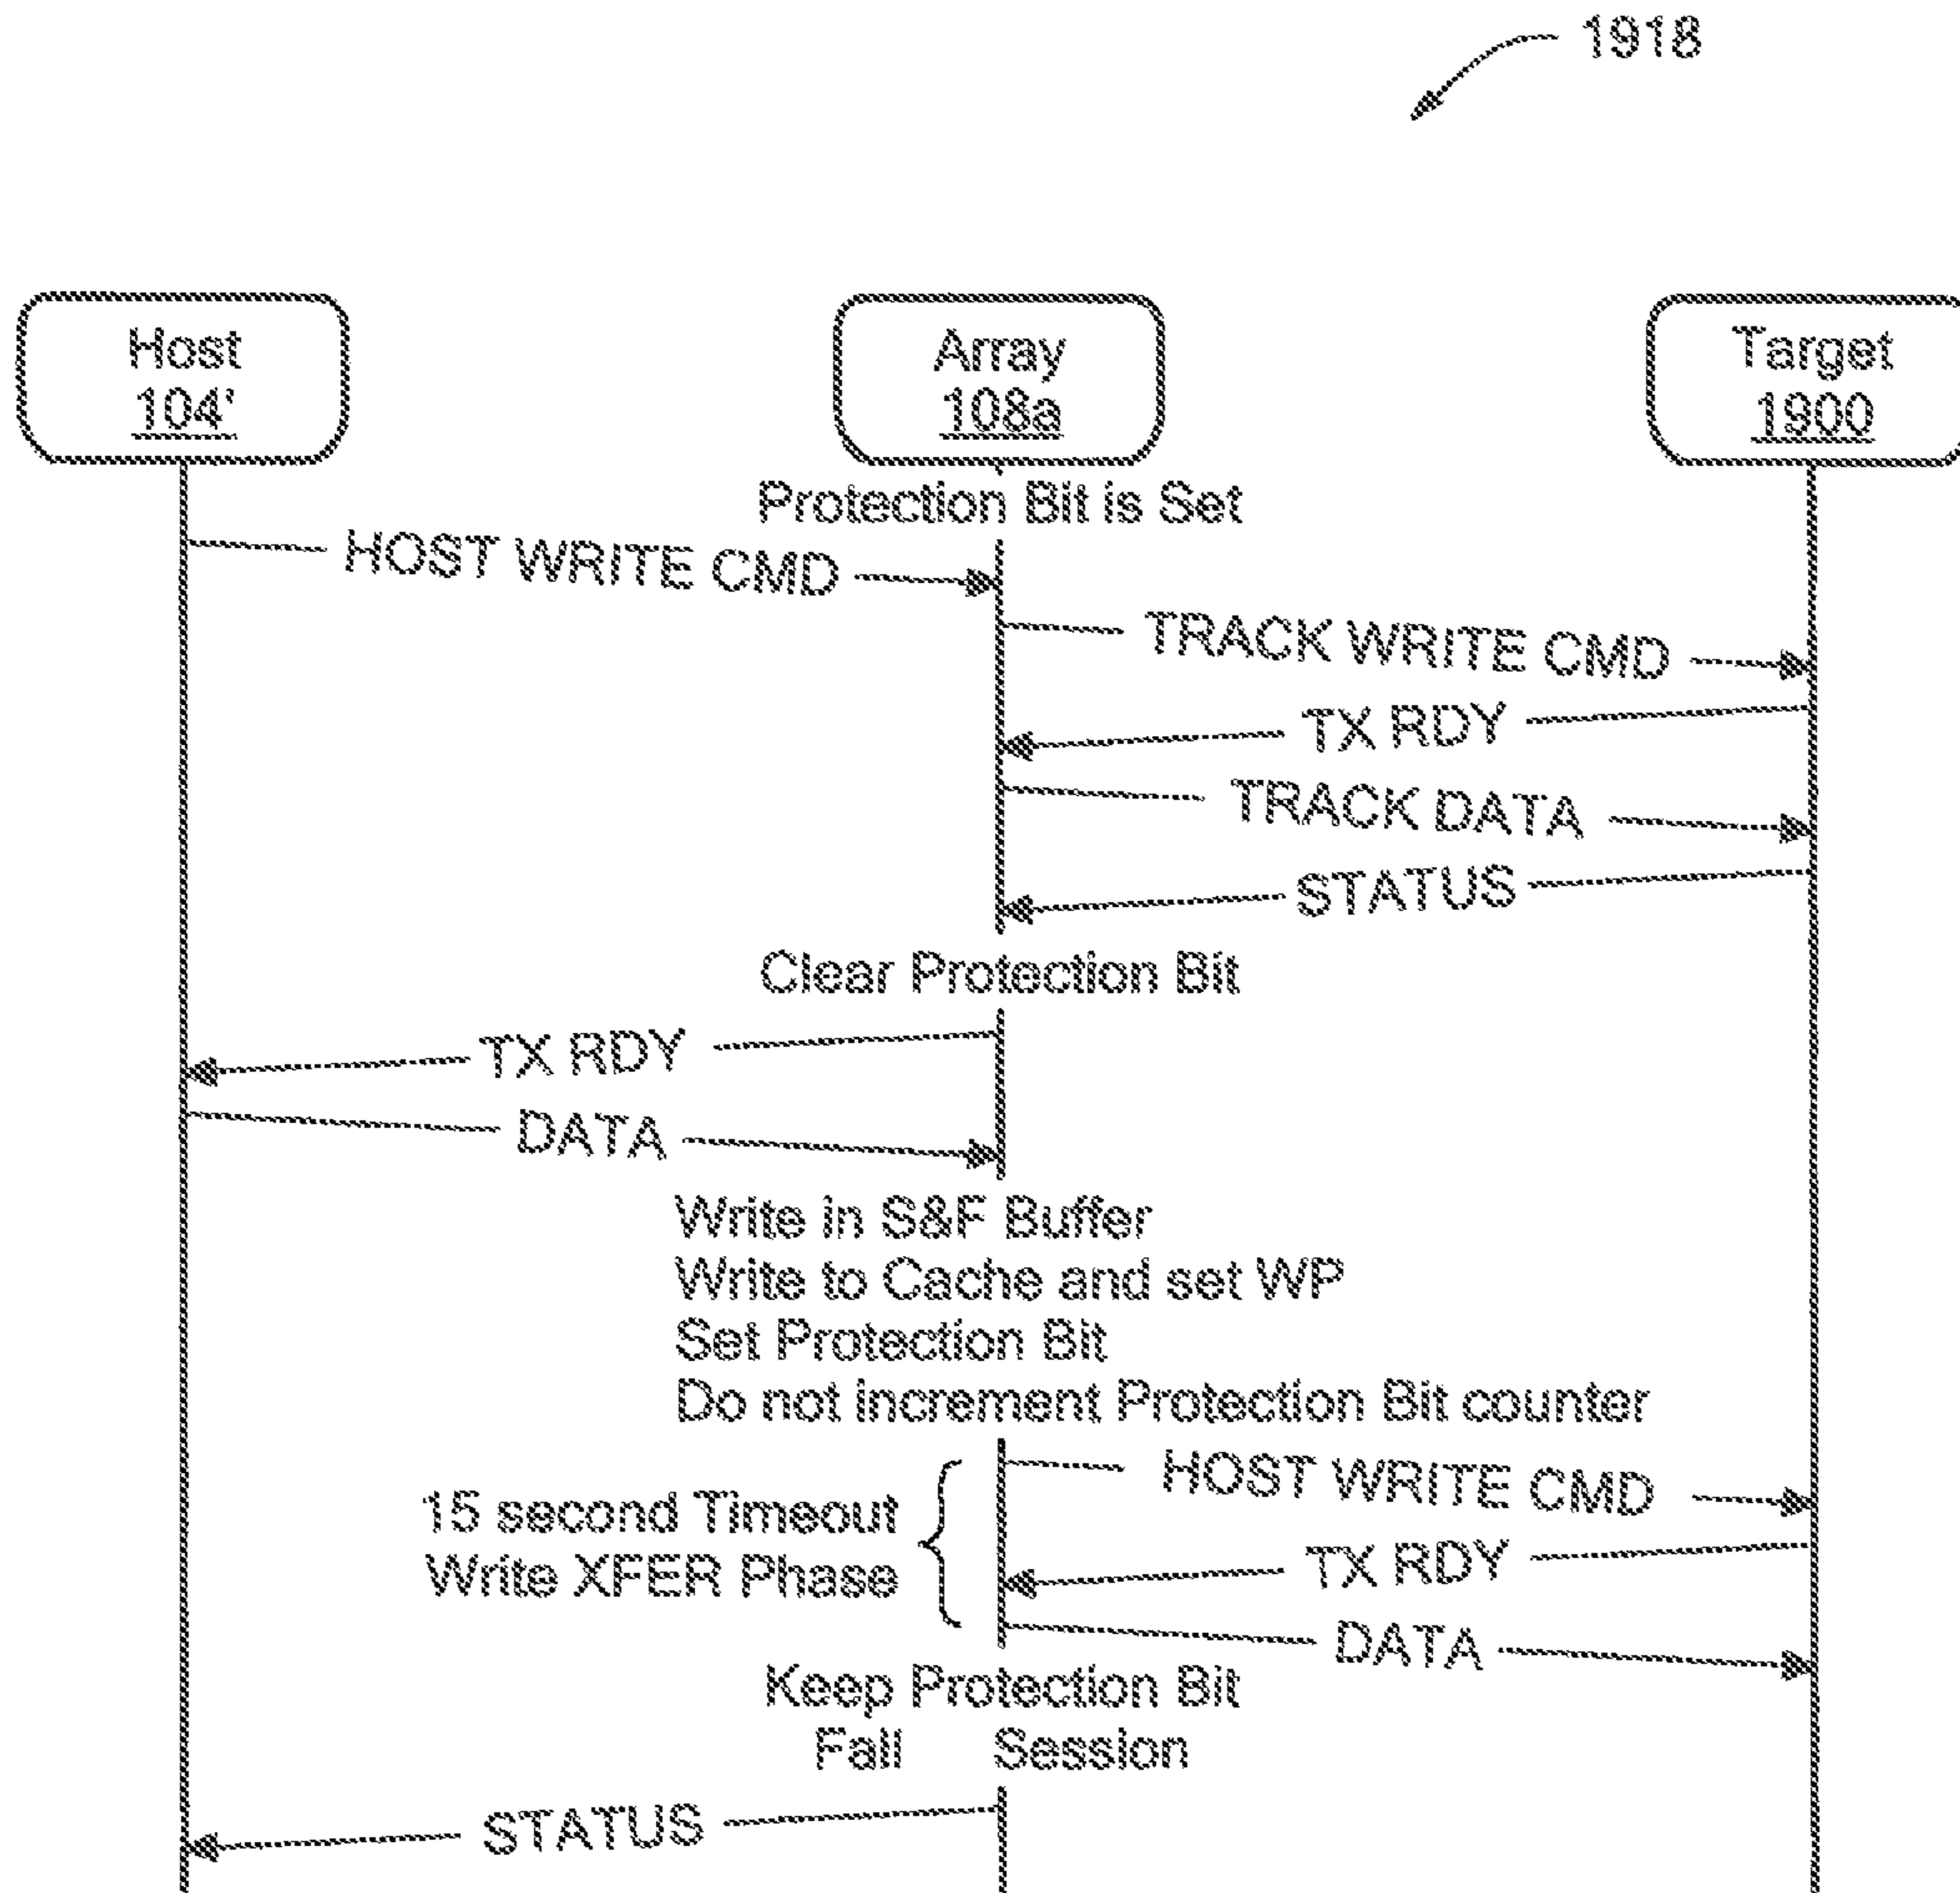 1918
Host
104'
Array
108a
Target
1900
Protection Bit is Set
HOST WRITE CMD
TRACK WRITE CMD
TX RDY
TRACK DATA
STATUS
Clear Protection Bit
TX RDY
DATA
Write in S&F Buffer
Write to Cache and set WP
Set Protection Bit
Do not increment Protection Bit counter
HOST WRITE CMD
15 second Timeout
Write XFER Phase
TX RDY
DATA
Keep Protection Bit
Fail Session
STATUS